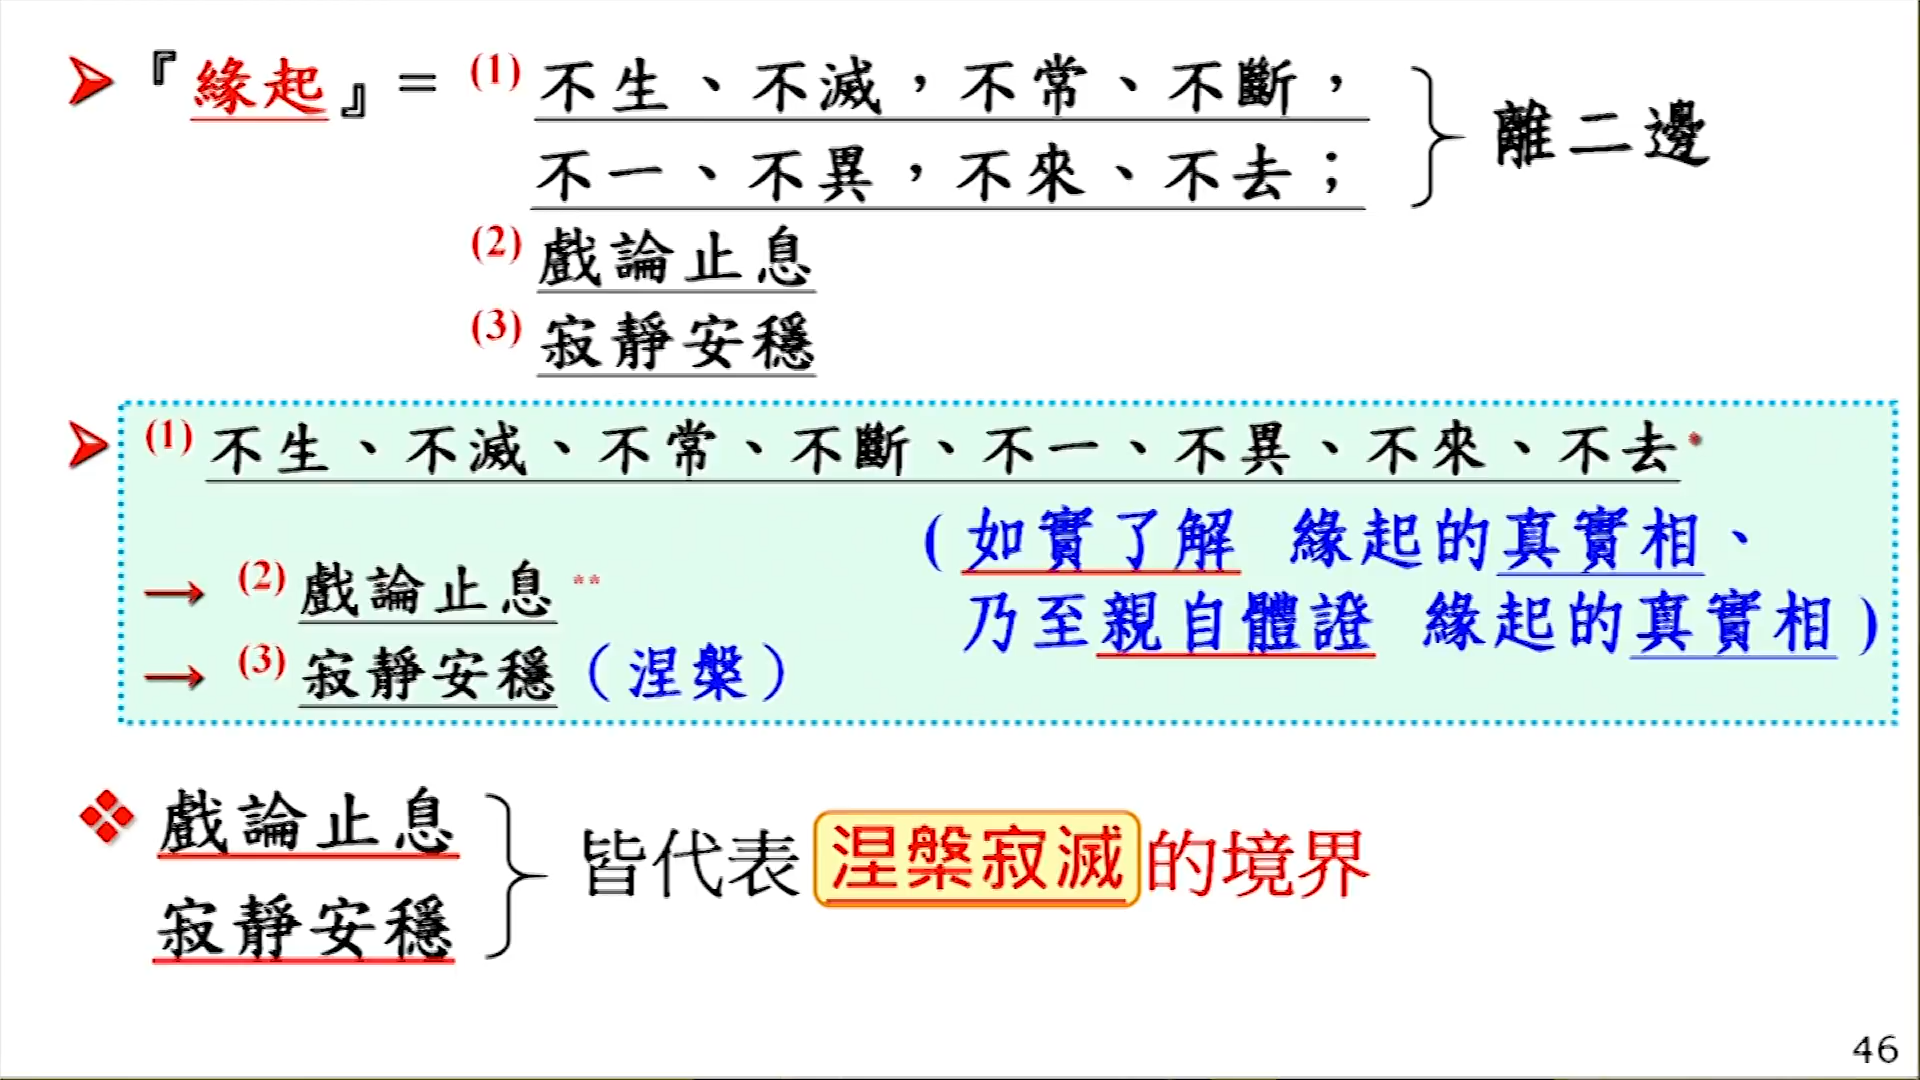 『緣起』= (1) 不生、不滅，不常、不斷，
不一、不異，不來、不去；
離二邊
(2) 戲論止息
(3) 寂靜安穩
(1) 不生、不滅、不常、不斷、不一、不異、不來、不去*
(如實了解 緣起的真實相、
乃至親自體證 緣起的真實相)
→ (2) 戲論止息**
→ (3) 寂靜安穩（涅槃）
戲論止息
寂靜安穩
皆代表 涅槃寂滅 的境界
46